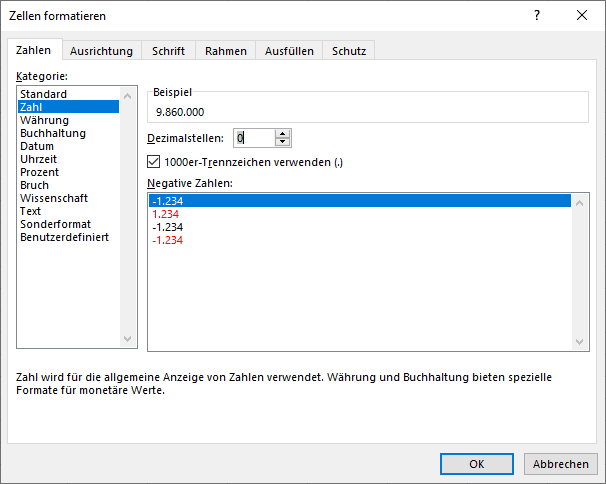 Zellen formatieren
?
Zahlen Ausrichtung Schrift Rahmen Ausfüllen Schutz
Kategorie:
Standard
Zahl
Währung
Buchhaltung
Datum
Uhrzeit
Prozent
Bruch
Wissenschaft
Text
Sonderformat
Benutzerdefiniert
Beispiel
9.860.000
Dezimalstellen: 0
1000er-Trennzeichen verwenden (.)
Negative Zahlen:
-1.234
1.234
-1.234
-1.234
Zahl wird für die allgemeine Anzeige von Zahlen verwendet. Währung und Buchhaltung bieten spezielle
Formate für monetäre Werte.
OK Abbrechen